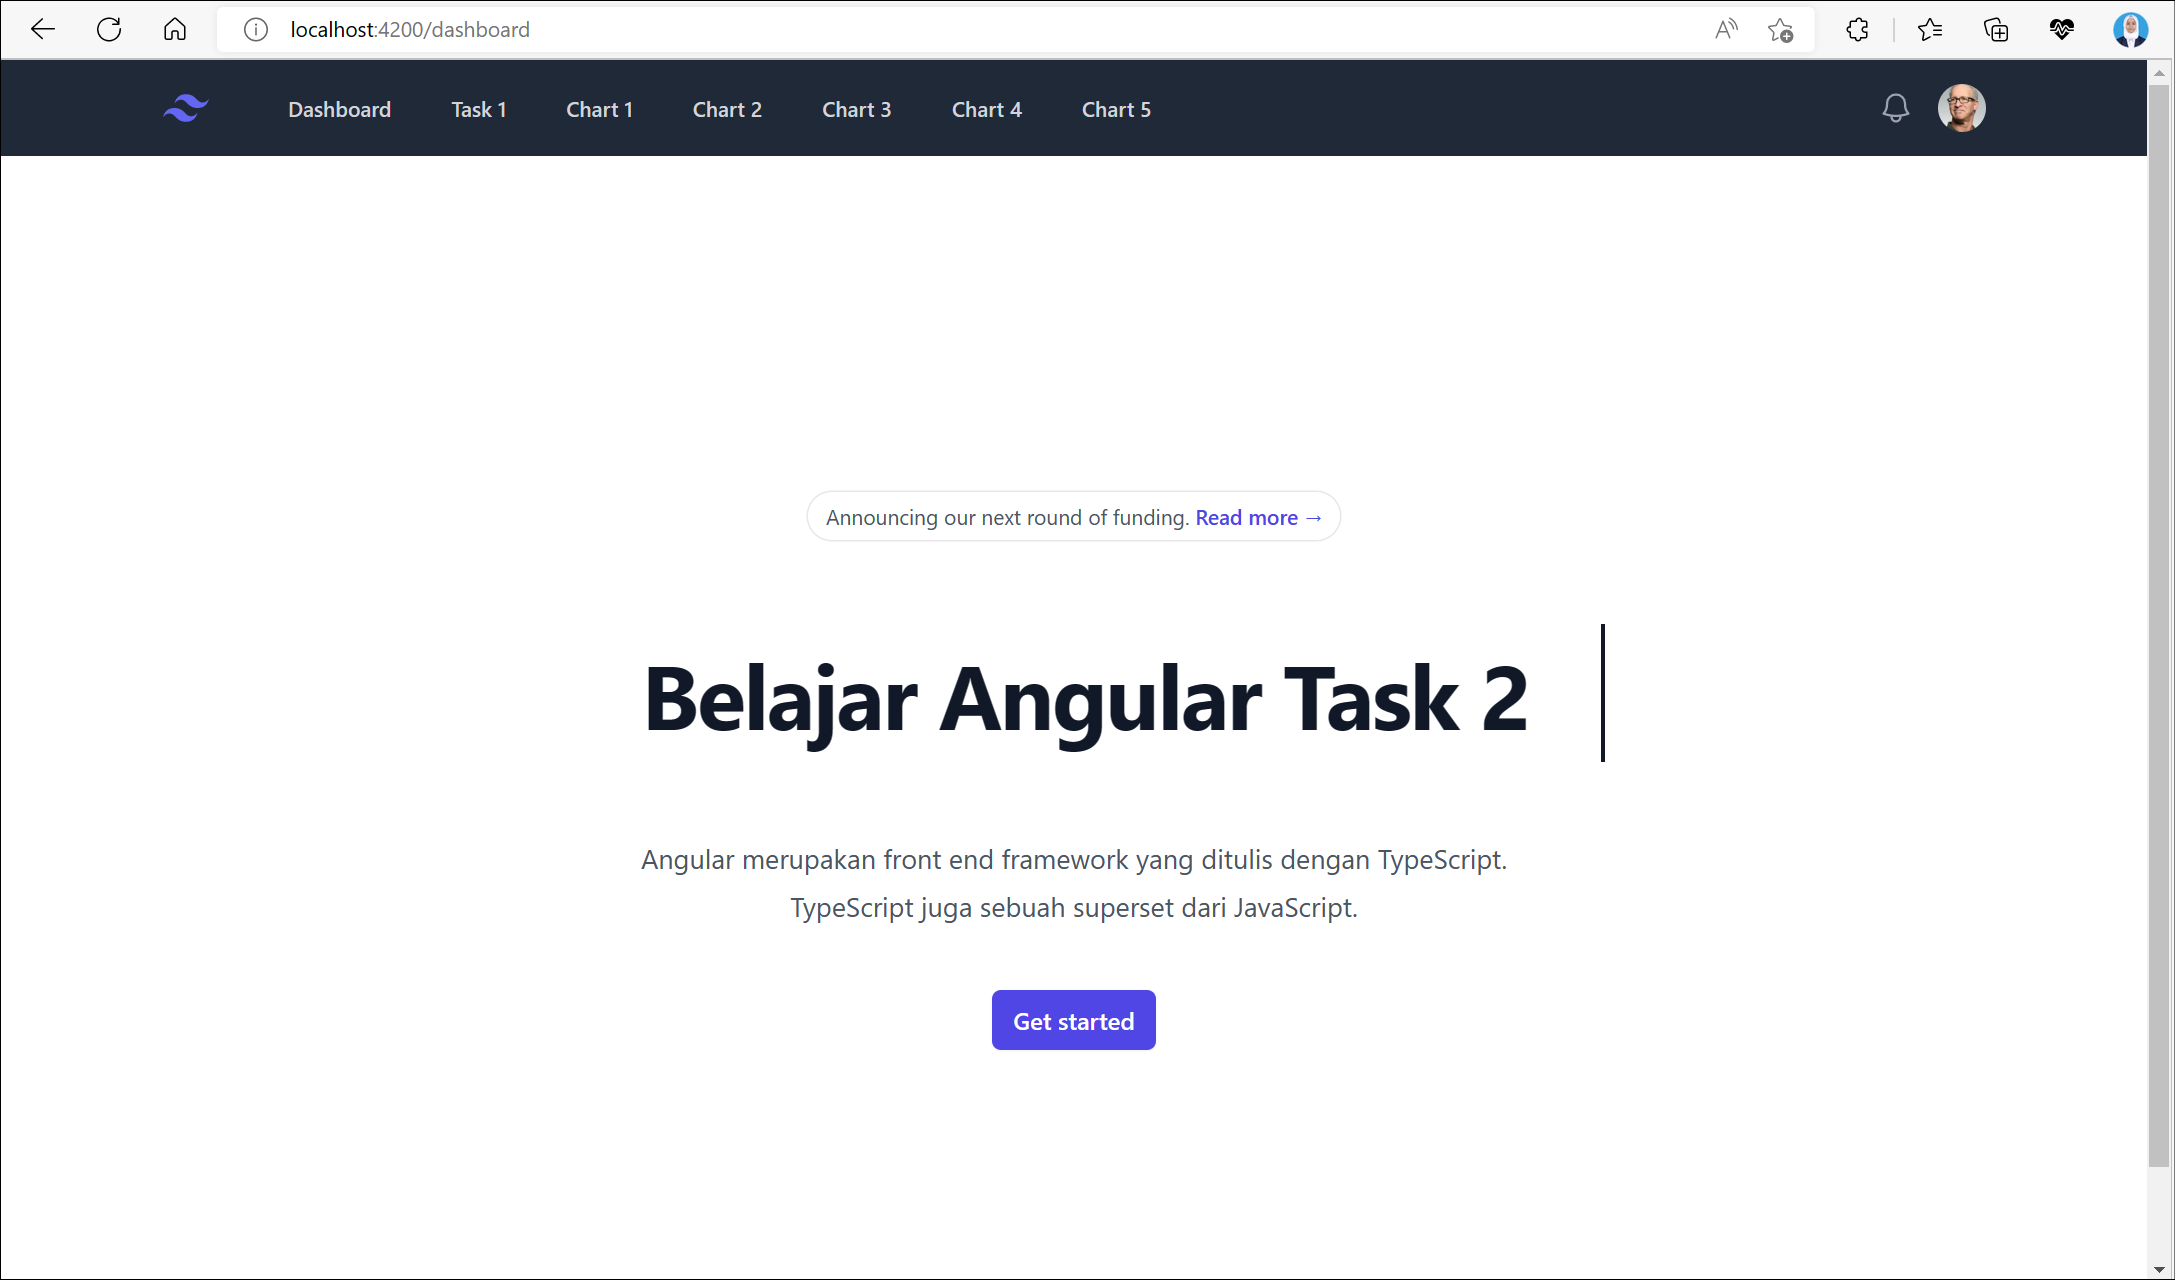 localhost:4200/dashboard
Dashboard Task 1 Chart 1 Chart 2 Chart 3 Chart 4 Chart 5
Announcing our next round of funding. Read more →
Belajar Angular Task 2
Angular merupakan front end framework yang ditulis dengan TypeScript.
TypeScript juga sebuah superset dari JavaScript.
Get started